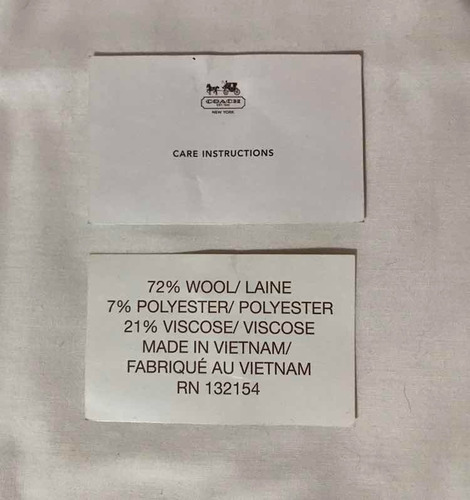 COACH
NEW YORK
CARE INSTRUCTIONS
72% WOOL/ LAINE
7% POLYESTER/ POLYESTER
21% VISCOSE/ VISCOSE
MADE IN VIETNAM/
FABRIQUÉ AU VIETNAM
RN 132154